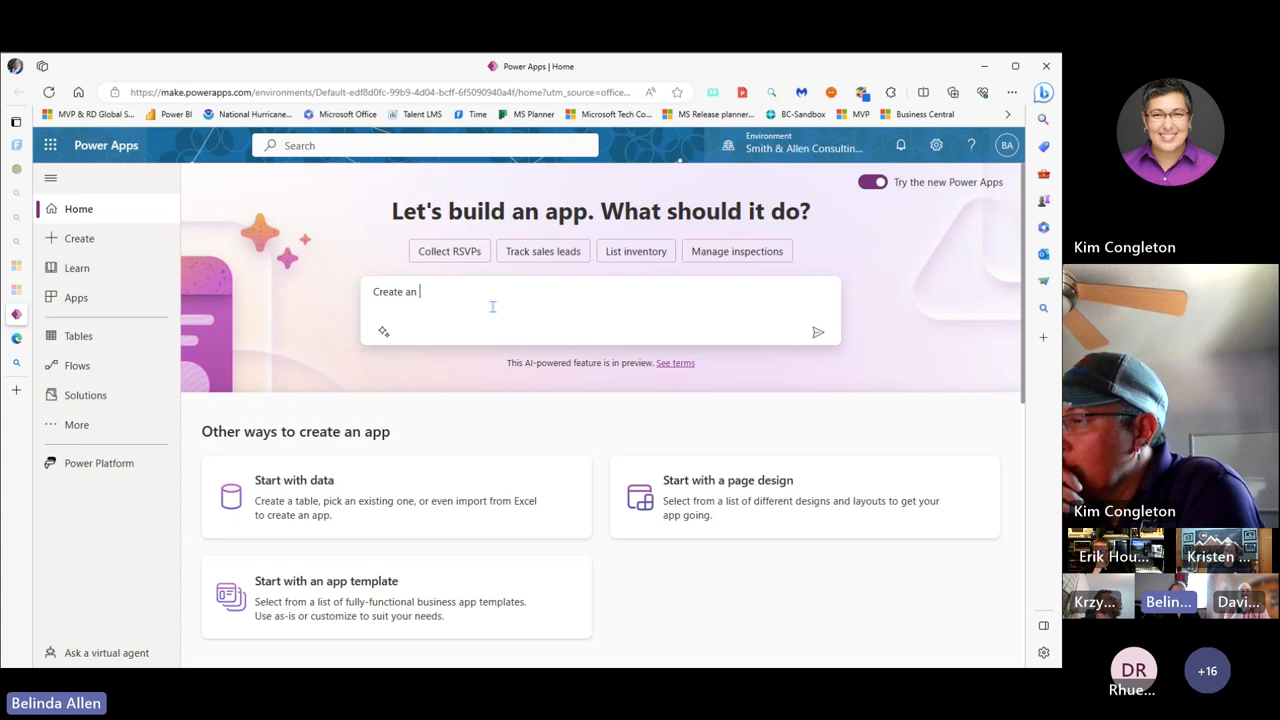 Power Apps | Home
https://make.powerapps.com/environments/Default-edf8d0fc-99b9-4d04-bcff-6f5090940a4f/home?utm_source=office...
MVP & RD Global S...
Power BI
National Hurricane...
Microsoft Office
Talent LMS
Time
MS Planner
Microsoft Tech Co...
MS Release planner...
BC-Sandbox
MVP
Business Central
Power Apps
Search
Environment
Smith & Allen Consultin...
BA
Home
Create
Learn
Apps
Tables
Flows
Solutions
More
Power Platform
Ask a virtual agent
Try the new Power Apps
Let's build an app. What should it do?
Collect RSVPs
Track sales leads
List inventory
Manage inspections
Create an
This AI-powered feature is in preview. See terms
Other ways to create an app
Start with data
Create a table, pick an existing one, or even import from Excel
to create an app.
Start with a page design
Select from a list of different designs and layouts to get your
app going.
Start with an app template
Select from a list of fully-functional business app templates.
Use as-is or customize to suit your needs.
Kim Congleton
Kim Congleton
Erik Hou...
Kristen ...
Krzy...
Belin...
Davi...
DR
Rhue...
+16
Belinda Allen